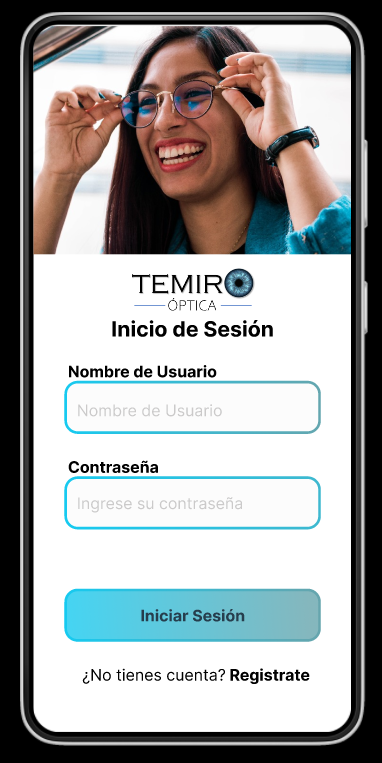 TEMIRO
ÓPTICA
Inicio de Sesión
Nombre de Usuario
Nombre de Usuario
Contraseña
Ingrese su contraseña
Iniciar Sesión
¿No tienes cuenta? Registrate